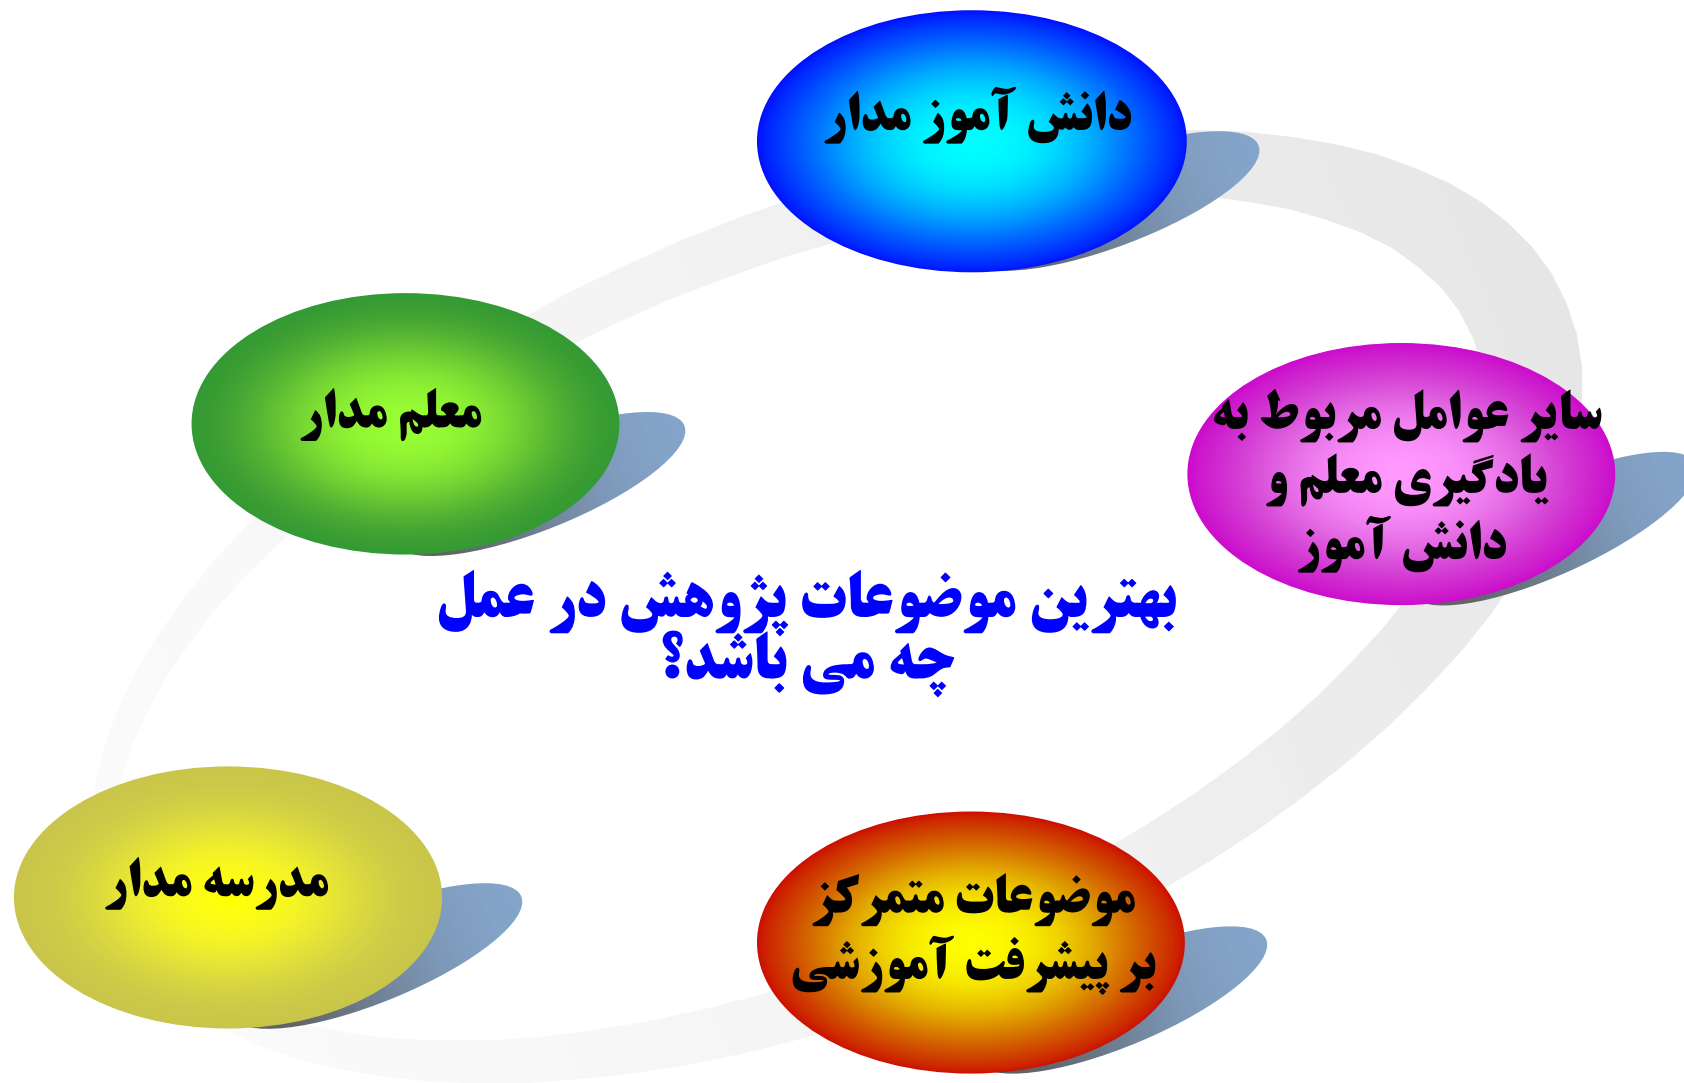 دانش آموز مدار
معلم مدار
سایر عوامل مربوط به
یادگیری معلم و
دانش آموز
بهترین موضوعات پژوهش در عمل
چه می باشد؟
مدرسه مدار
موضوعات متمرکز
بر پیشرفت آموزشی